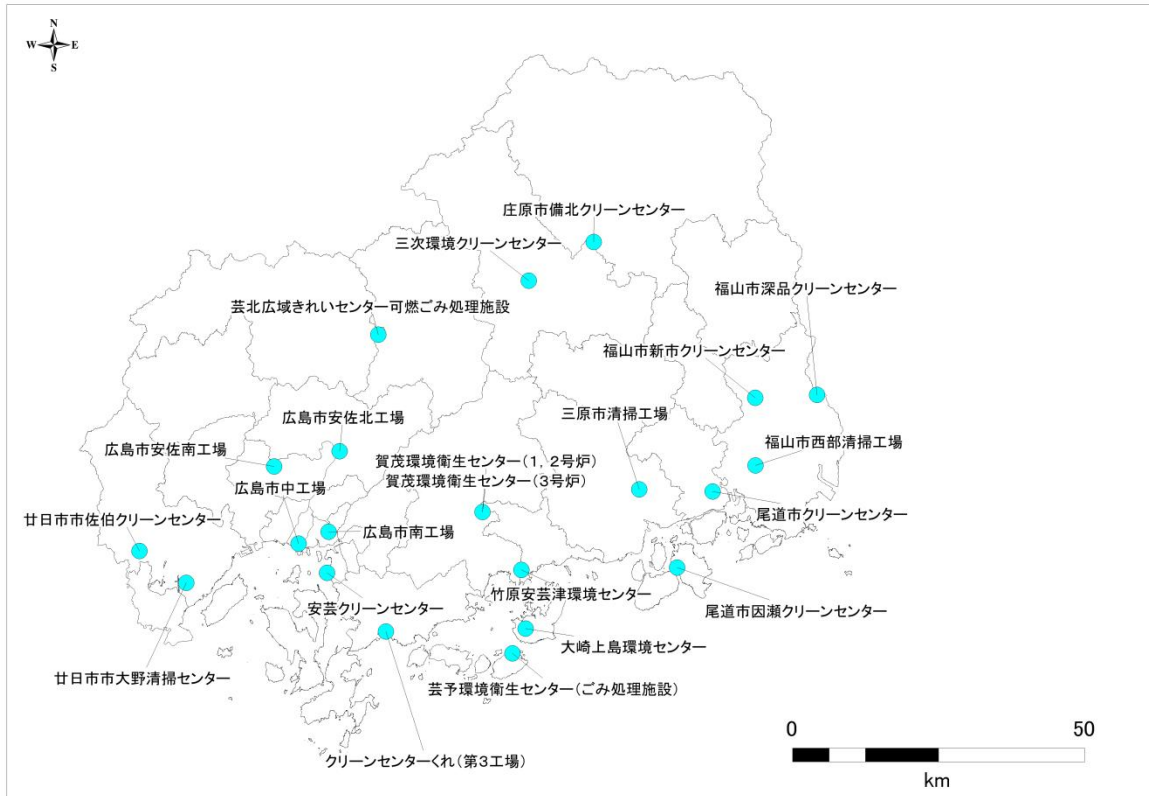 N
W E
S
庄原市備北クリーンセンター
三次環境クリーンセンター
福山市深品クリーンセンター
芸北広域きれいセンター可燃ごみ処理施設
福山市新市クリーンセンター
三原市清掃工場
広島市安佐北工場
広島市安佐南工場
福山市西部清掃工場
賀茂環境衛生センター(1，2号炉)
賀茂環境衛生センター(3号炉)
広島市中工場
尾道市クリーンセンター
廿日市市佐伯クリーンセンター
広島市南工場
竹原安芸津環境センター
安芸クリーンセンター
尾道市因瀬クリーンセンター
大崎上島環境センター
廿日市市大野清掃センター
芸予環境衛生センター(ごみ処理施設)
クリーンセンターくれ(第3工場)
0 50
km